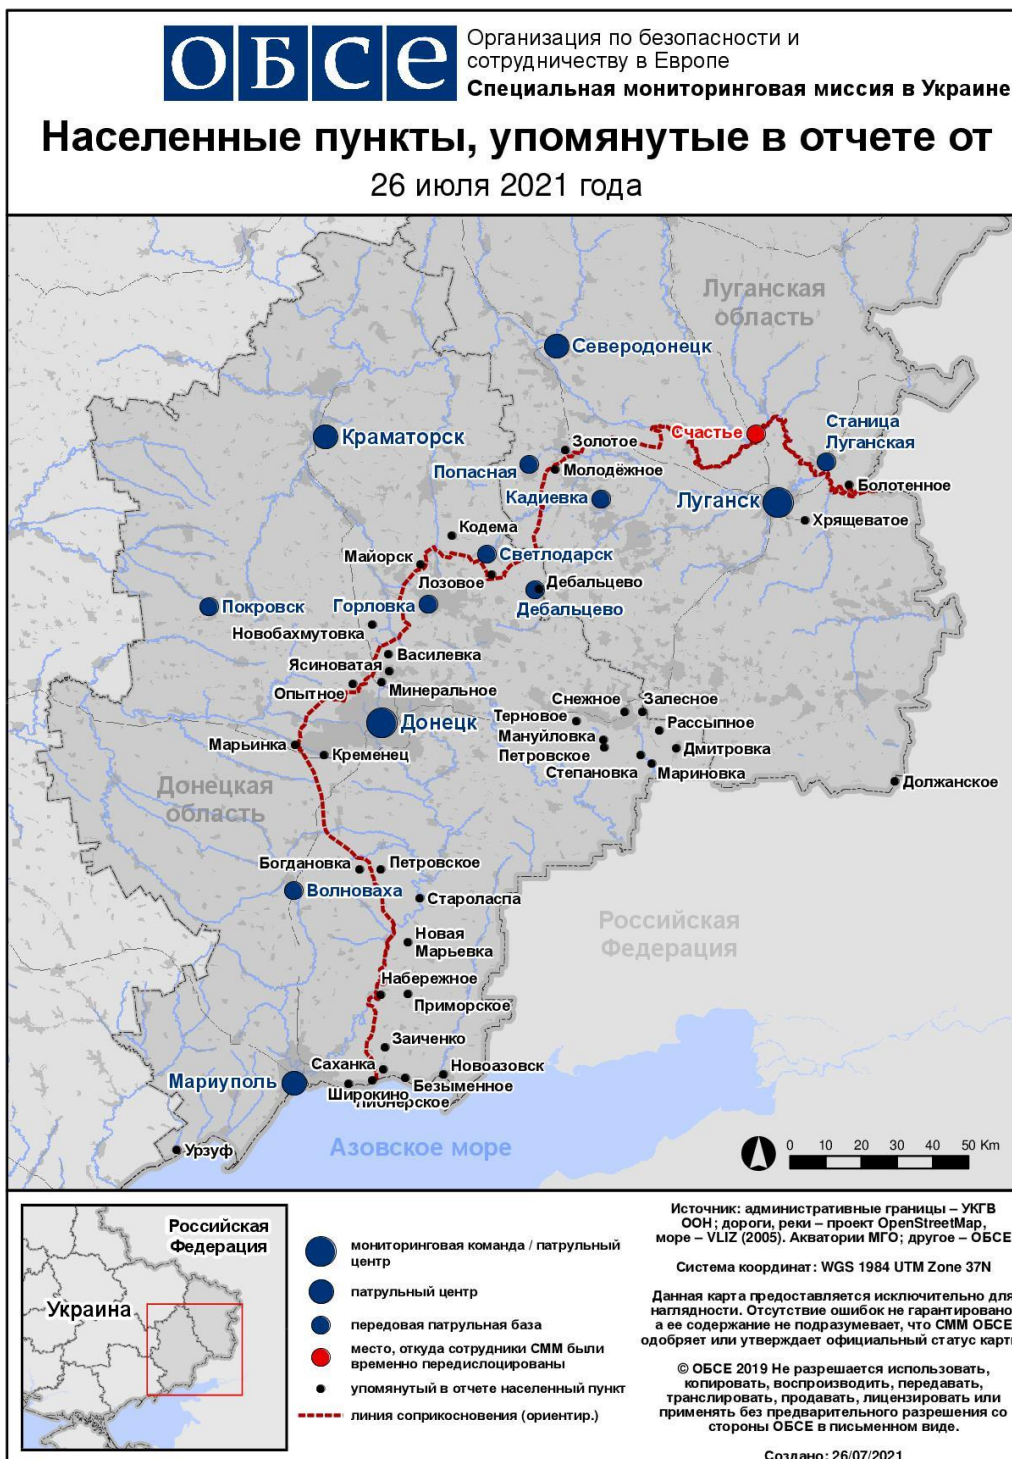 ОБСЕ
Организация по безопасности и
сотрудничеству в Европе
Специальная мониторинговая миссия в Украине
Населенные пункты, упомянутые в отчете от
26 июля 2021 года
Луганская
область
Северодонецк
Краматорск
Счастье
Станица
Луганская
Золотое
Попасная
Молодёжное
Кадиевка
Луганск
Болотенное
Хрящеватое
Кодема
Майорск
Светлодарск
Лозовое
Дебальцево
Дебальцево
Покровск
Горловка
Новобахмутовка
Василевка
Ясиноватая
Опытное
Минеральное
Донецк
Снежное
Залесное
Терновое
Рассыпное
Мануйловка
Дмитровка
Петровское
Степановка
Мариновка
Должанское
Марьинка
Кременец
Донецкая
область
Богдановка
Петровское
Волноваха
Староласпа
Российская
Федерация
Новая
Марьевка
Набережное
Приморское
Заиченко
Саханка
Новоазовск
Мариуполь
Безыменное
Широкино
Пионерское
Урзуф
Азовское море
0 10 20 30 40 50 Km
Российская
Федерация
Украина
мониторинговая команда / патрульный
центр
патрульный центр
передовая патрульная база
место, откуда сотрудники СММ были
временно передислоцированы
упомянутый в отчете населенный пункт
линия соприкосновения (ориентир.)
Источник: административные границы – УКГВ
ООН; дороги, реки – проект OpenStreetMap,
море – VLIZ (2005). Акватории МГО; другое – ОБСЕ
Система координат: WGS 1984 UTM Zone 37N
Данная карта предоставляется исключительно для
наглядности. Отсутствие ошибок не гарантировано
а ее содержание не подразумевает, что СММ ОБСЕ
одобряет или утверждает официальный статус карт
© ОБСЕ 2019 Не разрешается использовать,
копировать, воспроизводить, передавать,
транслировать, продавать, лицензировать или
применять без предварительного разрешения со
стороны ОБСЕ в письменном виде.
Создано: 26/07/2021